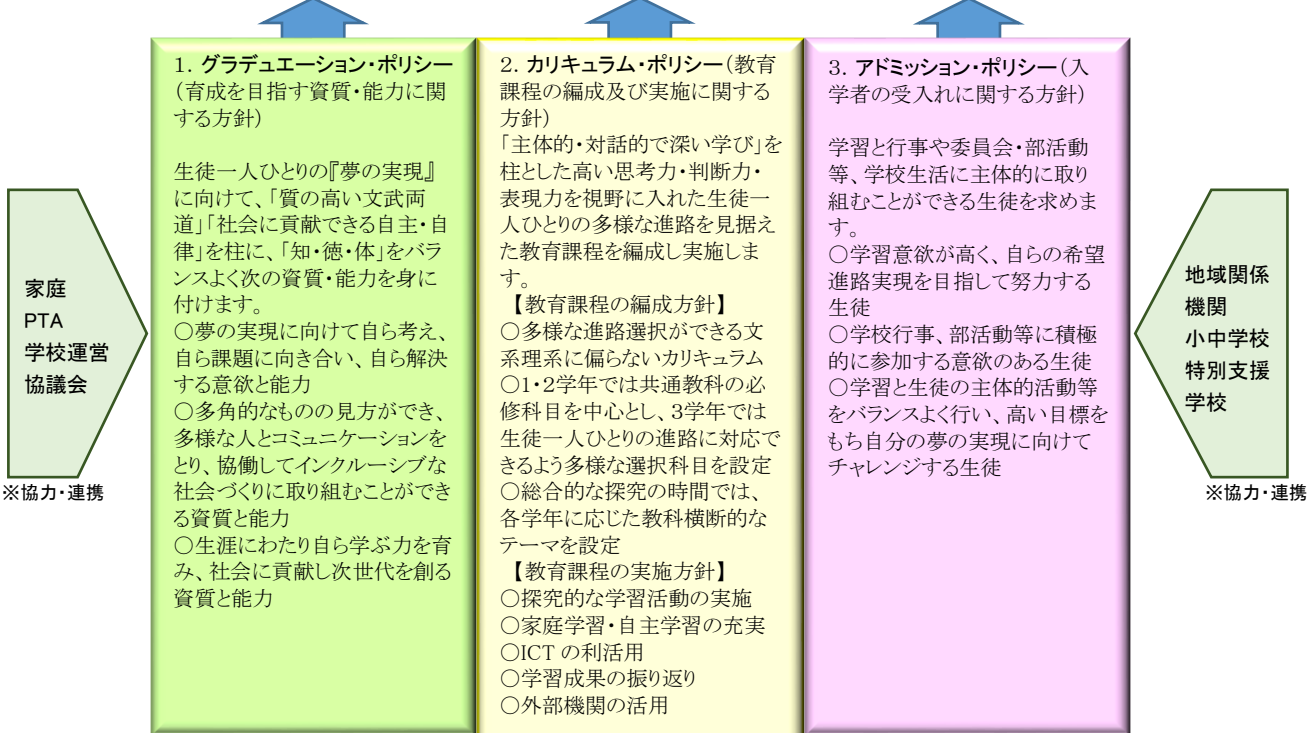 家庭
PTA
学校運営
協議会
※協力・連携
1. グラデュエーション・ポリシー
(育成を目指す資質・能力に関
する方針)
生徒一人ひとりの『夢の実現』
に向けて、「質の高い文武両
道」「社会に貢献できる自主・自
律」を柱に、「知・徳・体」をバラ
ンスよく次の資質・能力を身に
付けます。
○夢の実現に向けて自ら考え、
自ら課題に向き合い、自ら解決
する意欲と能力
○多角的なものの見方ができ、
多様な人とコミュニケーションを
とり、協働してインクルーシブな
社会づくりに取り組むことができ
る資質と能力
○生涯にわたり自ら学ぶ力を育
み、社会に貢献し次世代を創る
資質と能力
2. カリキュラム・ポリシー(教育
課程の編成及び実施に関する
方針)
「主体的・対話的で深い学び」を
柱とした高い思考力・判断力・
表現力を視野に入れた生徒一
人ひとりの多様な進路を見据え
た教育課程を編成し実施しま
す。
【教育課程の編成方針】
○多様な進路選択ができる文
系理系に偏らないカリキュラム
○1・2学年では共通教科の必
修科目を中心とし、3学年では
生徒一人ひとりの進路に対応で
きるよう多様な選択科目を設定
○総合的な探究の時間では、
各学年に応じた教科横断的な
テーマを設定
【教育課程の実施方針】
○探究的な学習活動の実施
○家庭学習・自主学習の充実
○ICT の利活用
○学習成果の振り返り
○外部機関の活用
3. アドミッション・ポリシー(入
学者の受入れに関する方針)
学習と行事や委員会・部活動
等、学校生活に主体的に取り
組むことができる生徒を求めま
す。
○学習意欲が高く、自らの希望
進路実現を目指して努力する
生徒
○学校行事、部活動等に積極
的に参加する意欲のある生徒
○学習と生徒の主体的活動等
をバランスよく行い、高い目標を
もち自分の夢の実現に向けて
チャレンジする生徒
地域関係
機関
小中学校
特別支援
学校
※協力・連携